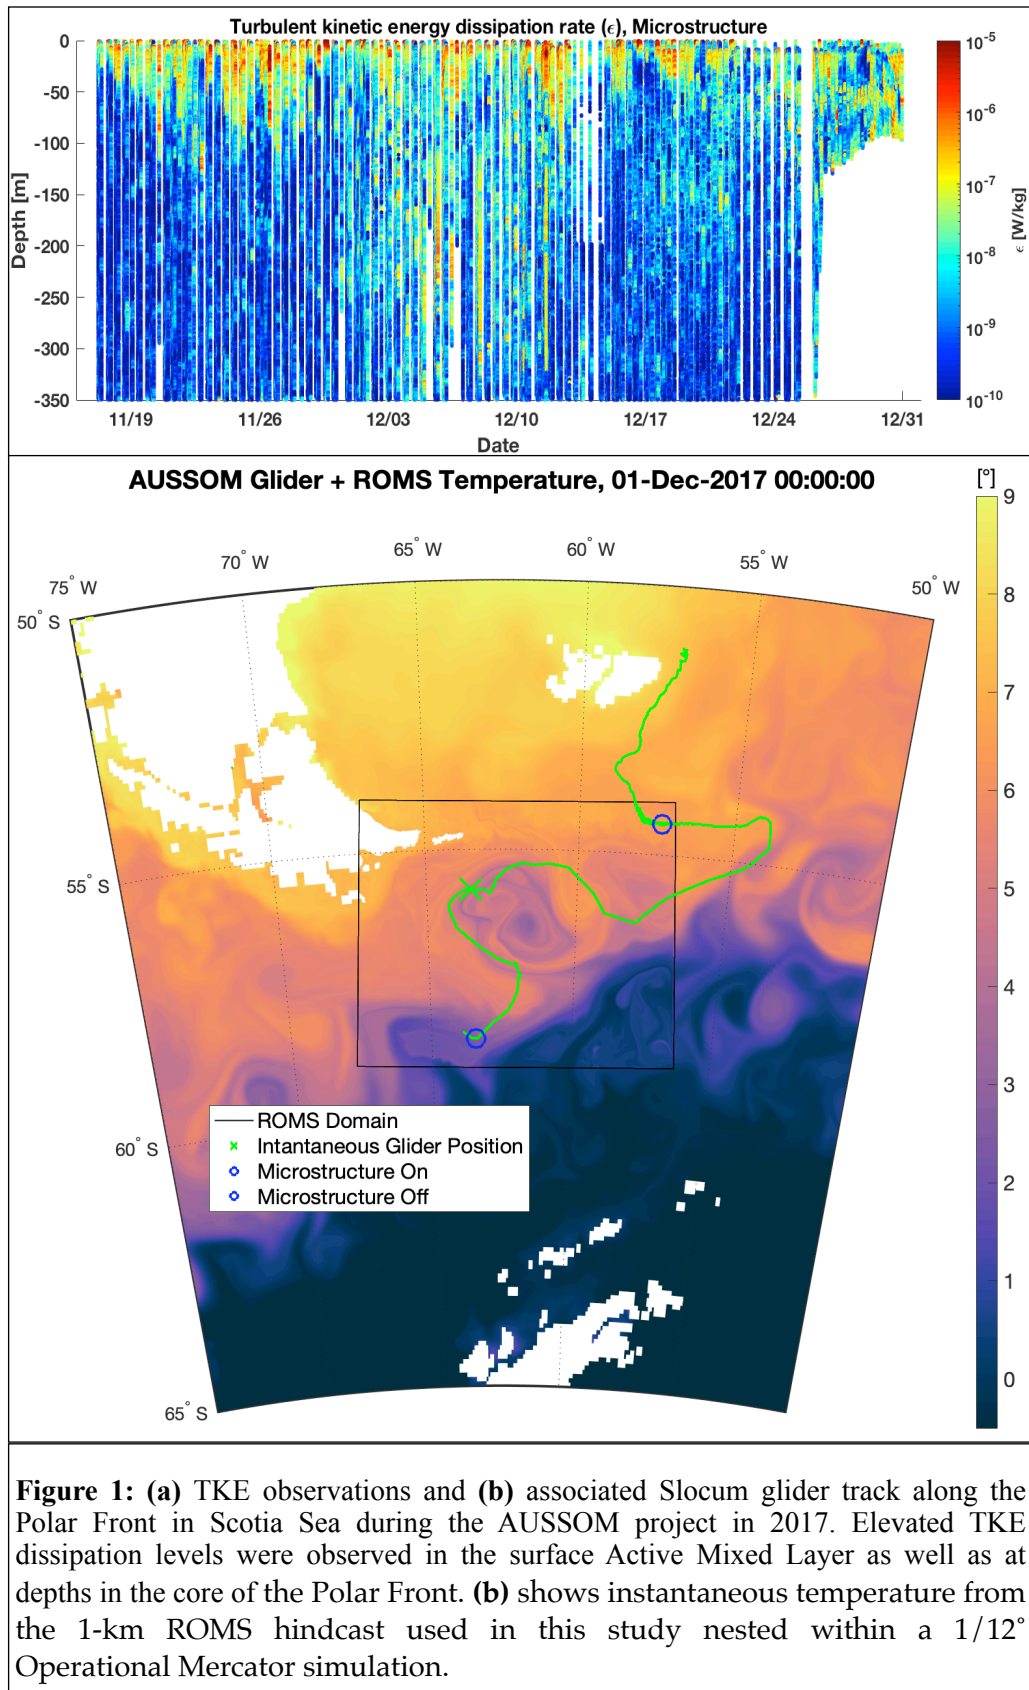 Turbulent kinetic energy dissipation rate (ϵ), Microstructure
0
-50
-100
-150
-200
-250
-300
-350
Depth [m]
11/19
11/26
12/03
12/10
12/17
12/24
12/31
Date
10^-5
10^-6
10^-7
10^-8
10^-9
10^-10
ϵ [W/kg]
AUSSOM Glider + ROMS Temperature, 01-Dec-2017 00:00:00
[°]
75° W
70° W
65° W
60° W
55° W
50° W
50° S
55° S
60° S
65° S
9
8
7
6
5
4
3
2
1
0
ROMS Domain
Intantaneous Glider Position
Microstructure On
Microstructure Off
Figure 1: (a) TKE observations and (b) associated Slocum glider track along the
Polar Front in Scotia Sea during the AUSSOM project in 2017. Elevated TKE
dissipation levels were observed in the surface Active Mixed Layer as well as at
depths in the core of the Polar Front. (b) shows instantaneous temperature from
the 1-km ROMS hindcast used in this study nested within a 1/12°
Operational Mercator simulation.